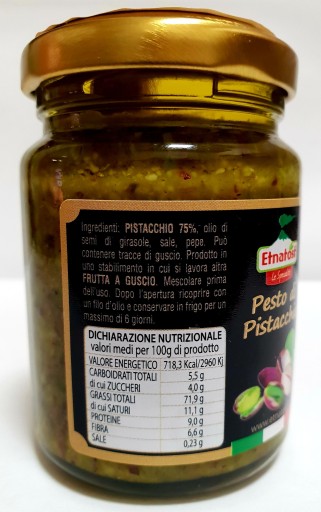 Ingredienti: PISTACCHIO 75%, olio di
semi di girasole, sale, pepe. Può
contenere tracce di guscio. Prodotto in
uno stabilimento in cui si lavora altra
FRUTTA A GUSCIO. Mescolare prima
dell'uso. Dopo l'apertura ricoprire con
un filo d'olio e conservare in frigo per un
massimo di 6 giorni.
DICHIARAZIONE NUTRIZIONALE
valori medi per 100g di prodotto
VALORE ENERGETICO 718,3 Kcal/2960 Kj
CARBOIDRATI TOTALI 5,5 g
di cui ZUCCHERI 4,0 g
GRASSI TOTALI 71,9 g
di cui SATURI 11,1 g
PROTEINE 9,0 g
FIBRA 6,6 g
SALE 0,23 g
Pesto